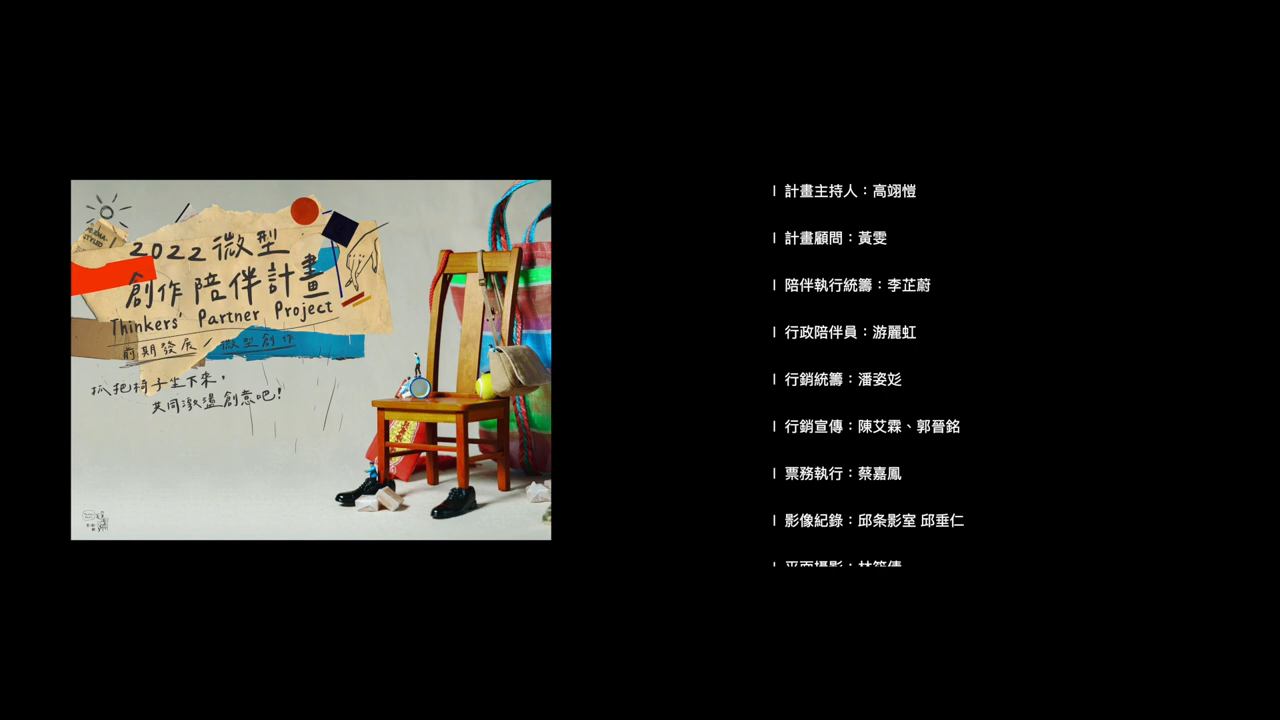 2022 微型
創作陪伴計畫
Thinkers' Partner Project
前期發展 / 微型創作
抓把椅子坐下來，
共同激盪創意吧！
| 計畫主持人：高翊愷
| 計畫顧問：黃雯
| 陪伴執行統籌：李芷蔚
| 行政陪伴員：游麗虹
| 行銷統籌：潘姿彣
| 行銷宣傳：陳艾霖、郭晉銘
| 票務執行：蔡嘉鳳
| 影像紀錄：邱条影室 邱垂仁